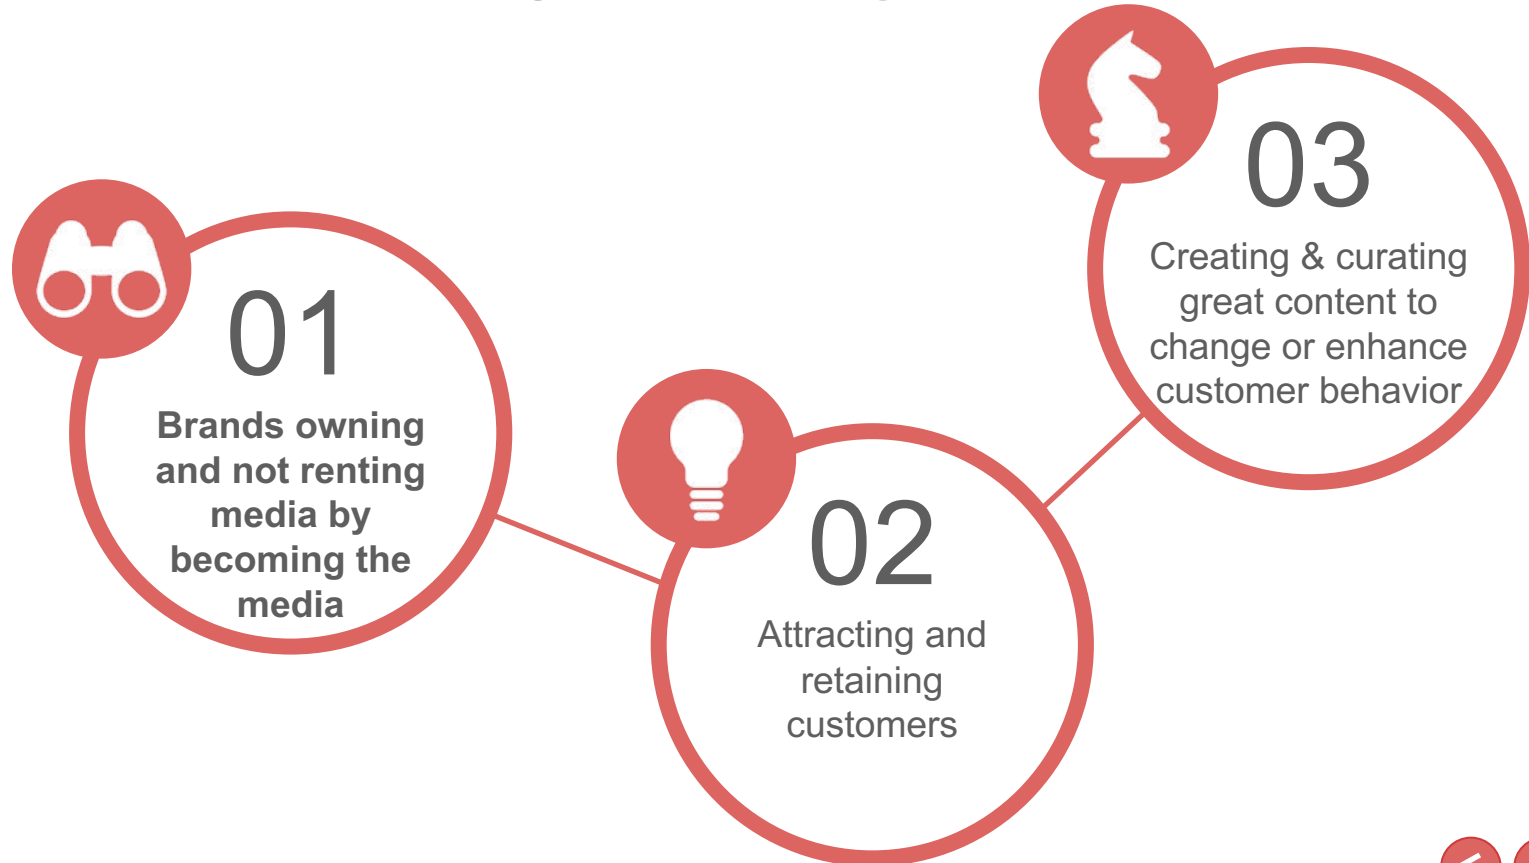 01
Brands owning
and not renting
media by
becoming the
media
02
Attracting and
retaining
customers
03
Creating & curating
great content to
change or enhance
customer behavior